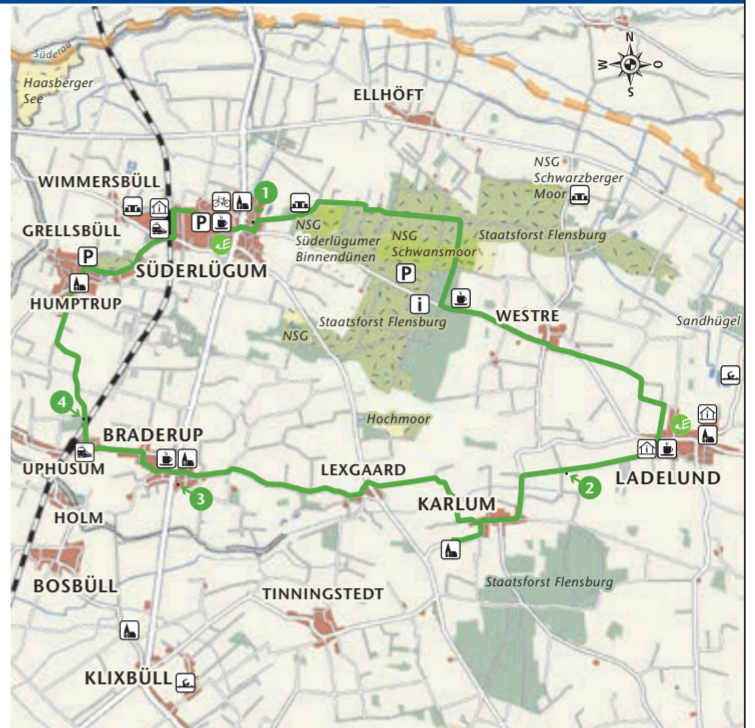 Süderau
Haasberger
See
N
W
O
S
ELLHÖFT
NSG
Schwarzberger
Moor
WIMMERSBÜLL
1
GRELLSBÜLL
P
P
NSG
Süderlügumer
Binnendünen
NSG
Schwansmoor
Staatsforst Flensburg
SÜDERLÜGUM
P
HUMPTRUP
i
Staatsforst Flensburg
WESTRE
Sandhügel
NSG
4
Hochmoor
BRADERUP
UPHUSUM
LEXGAARD
LADELUND
3
2
KARLUM
HOLM
BOSBÜLL
Staatsforst Flensburg
TINNINGSTEDT
KLIXBÜLL